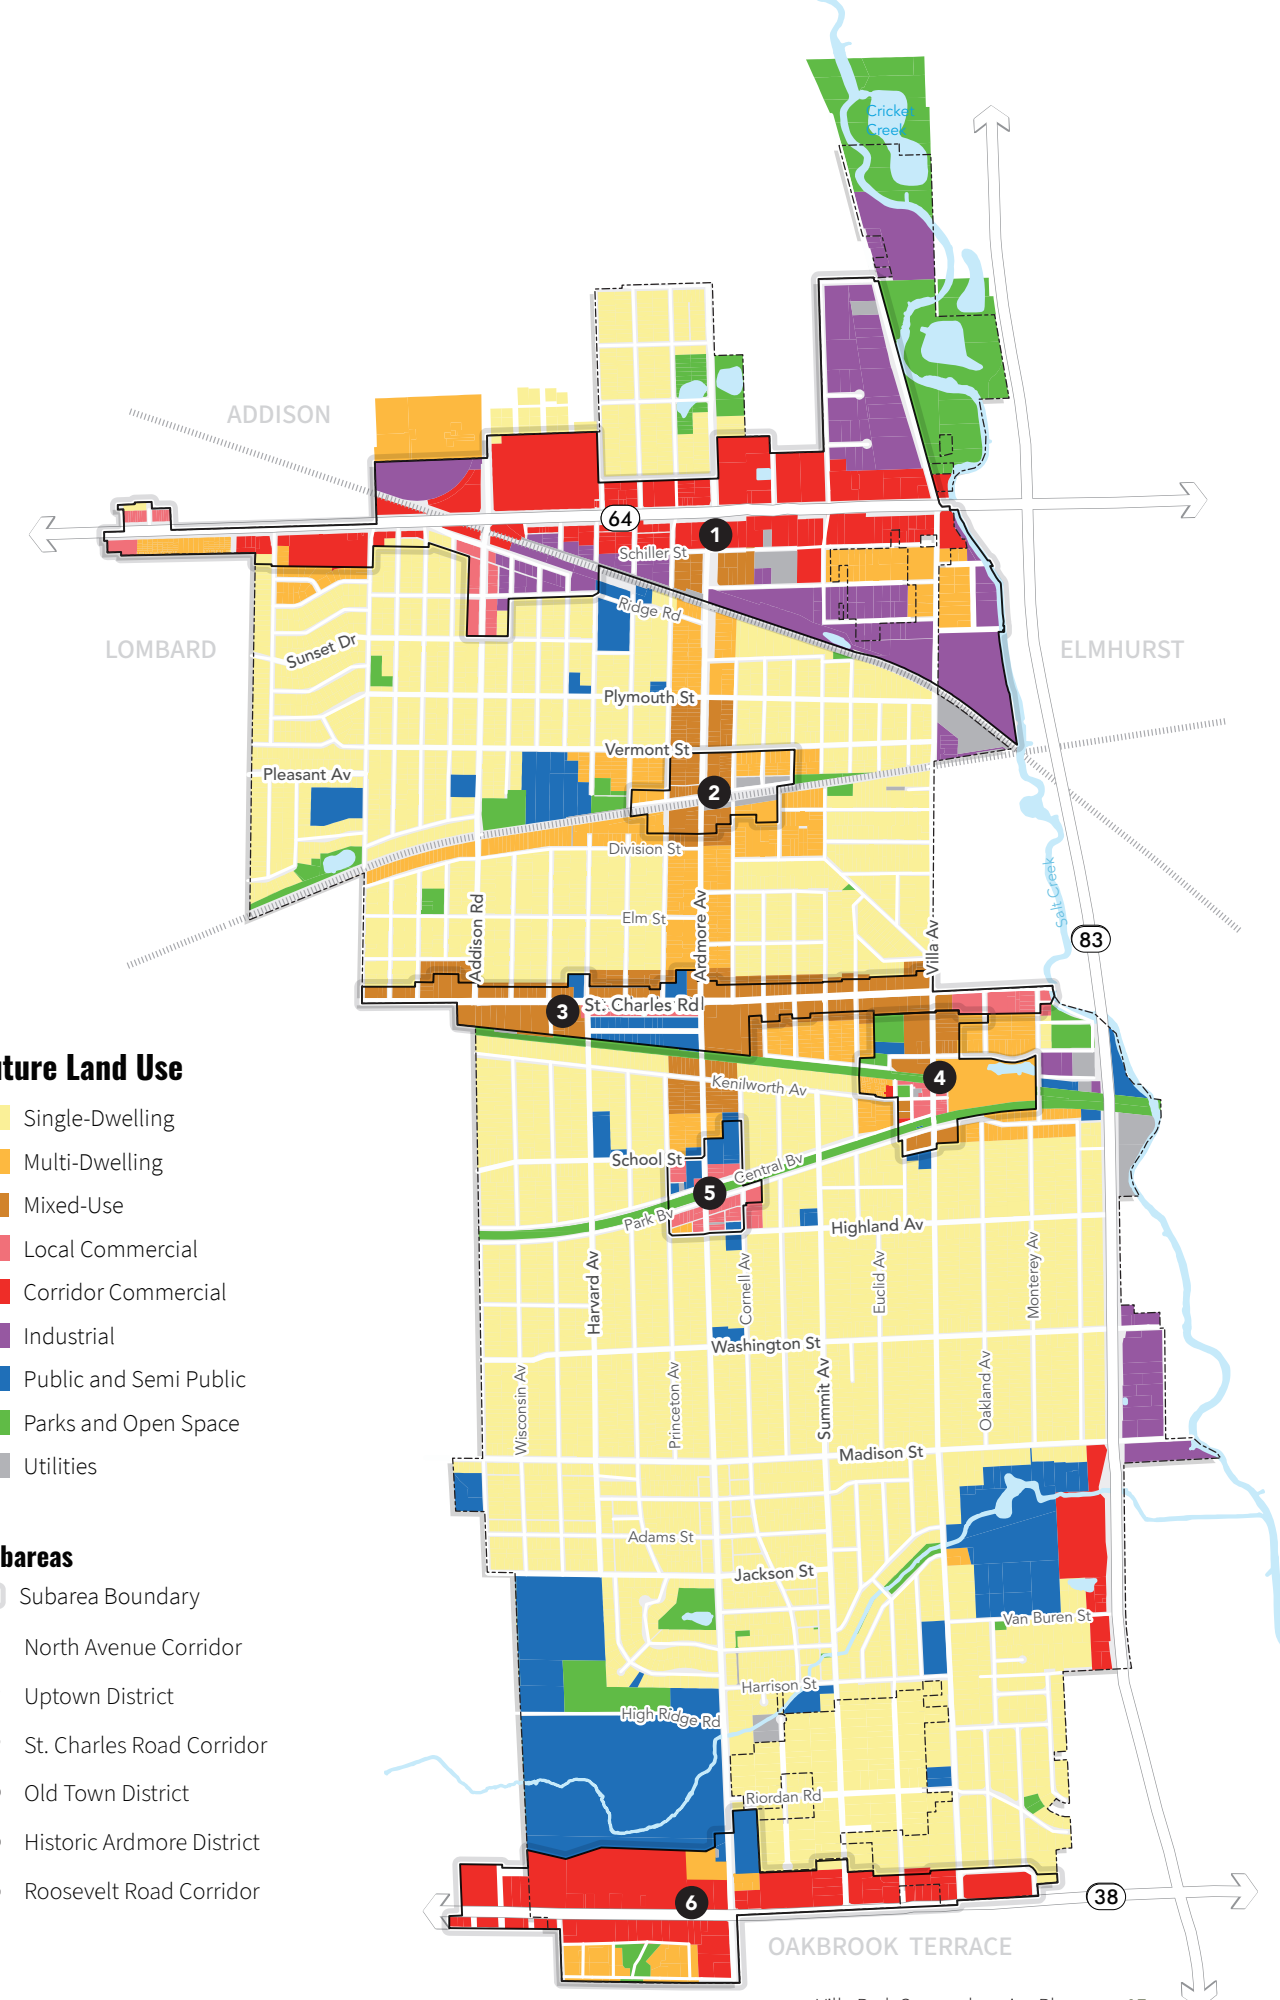 Cricket
Creek
ADDISON
64
1
Schiller St
Ridge Rd
LOMBARD
Sunset Dr
ELMHURST
Plymouth St
Vermont St
Pleasant Av
2
Division St
Elm St
Addison Rd
Ardmore Av
Villa Av
Salt Creek
83
3
St. Charles Rd
4
Kenilworth Av
School St
Central Bv
5
Park Bv
Highland Av
Harvard Av
Cornell Av
Euclid Av
Monterey Av
Washington St
Wisconsin Av
Princeton Av
Summit Av
Oakland Av
Madison St
Adams St
Jackson St
Van Buren St
Harrison St
High Ridge Rd
Riordan Rd
6
38
OAKBROOK TERRACE
uture Land Use
Single-Dwelling
Multi-Dwelling
Mixed-Use
Local Commercial
Corridor Commercial
Industrial
Public and Semi Public
Parks and Open Space
Utilities
bareas
Subarea Boundary
North Avenue Corridor
Uptown District
St. Charles Road Corridor
Old Town District
Historic Ardmore District
Roosevelt Road Corridor